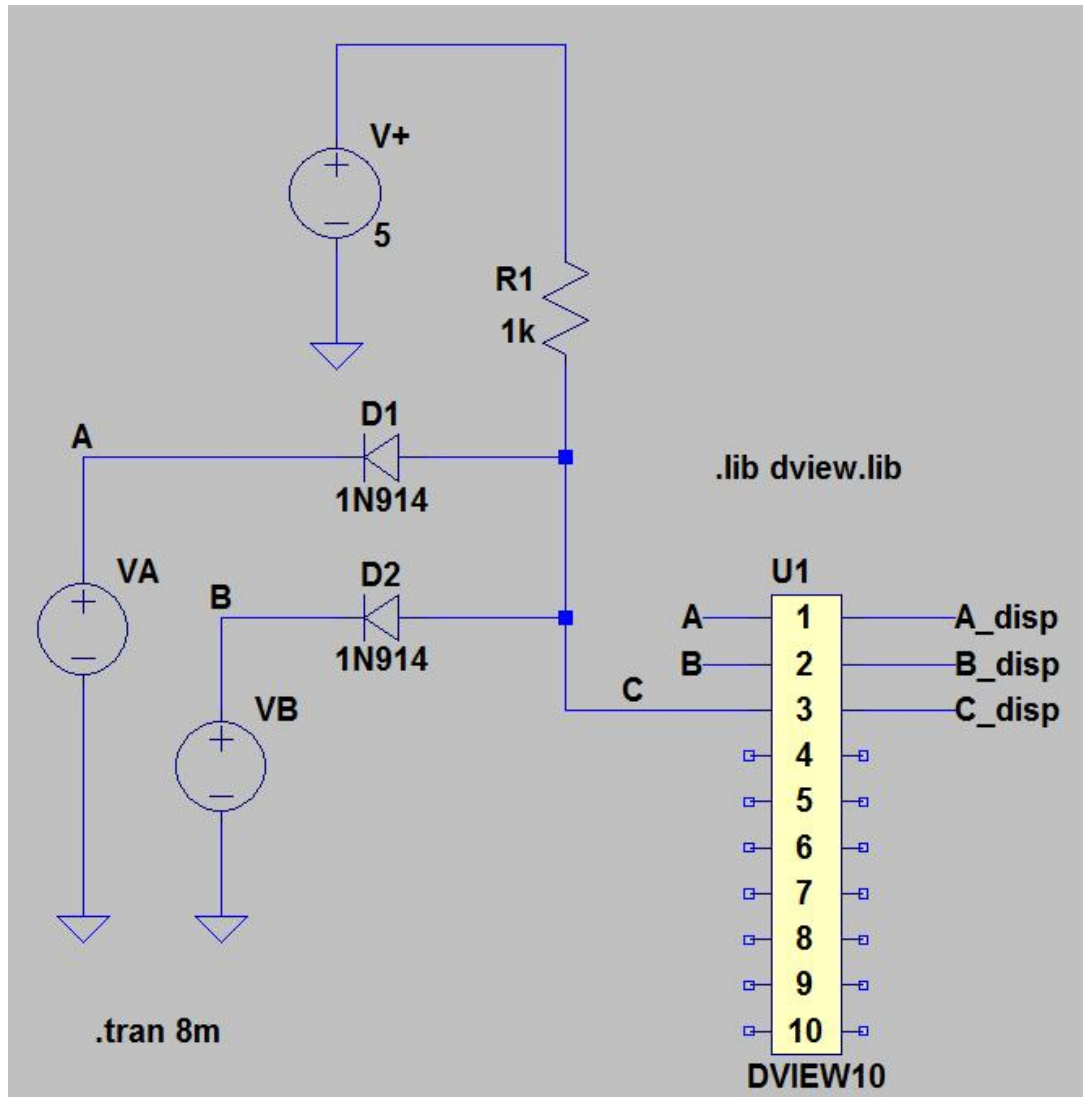 V+
5
R1
1k
D1
A
1N914
.lib dview.lib
VA
D2
B
1N914
U1
A 1 A_disp
B 2 B_disp
VB
C 3 C_disp
4
5
6
7
8
9
10
.tran 8m
DVIEW10